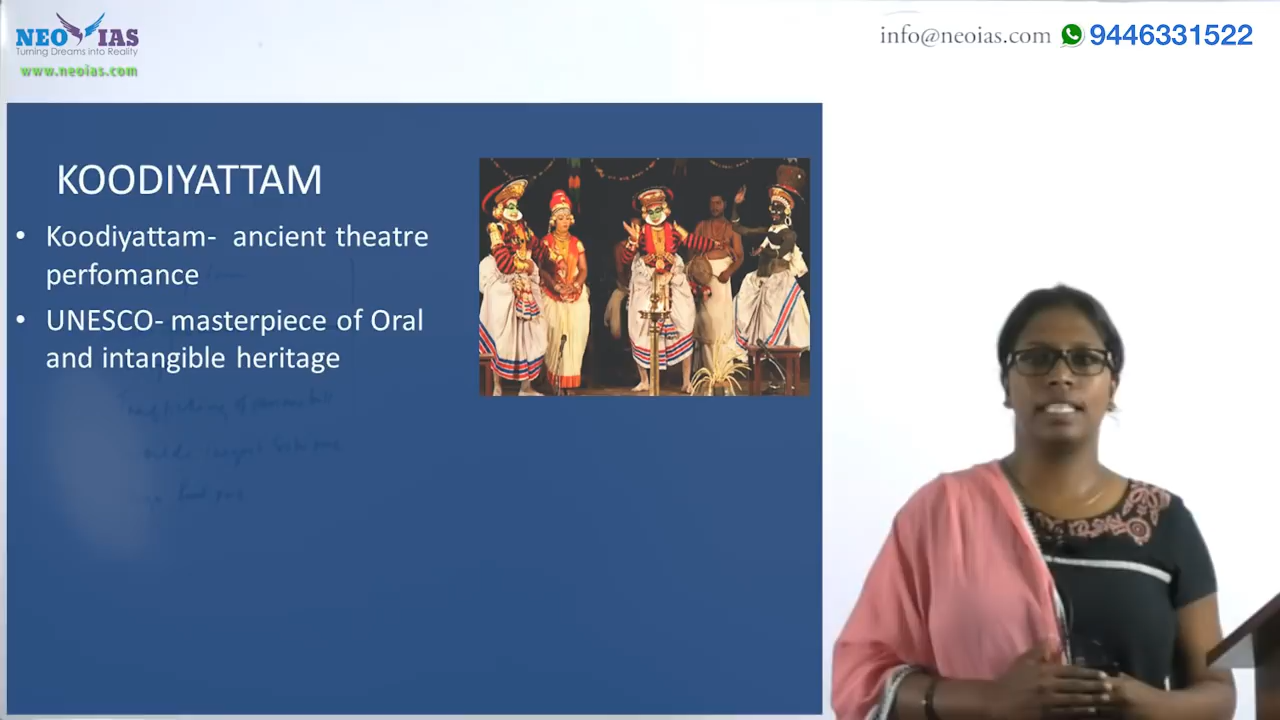 NEO IAS
Turning Dreams into Reality
www.neoias.com
info@neoias.com 9446331522
KOODIYATTAM
• Koodiyattam- ancient theatre
perfomance
• UNESCO- masterpiece of Oral
and intangible heritage